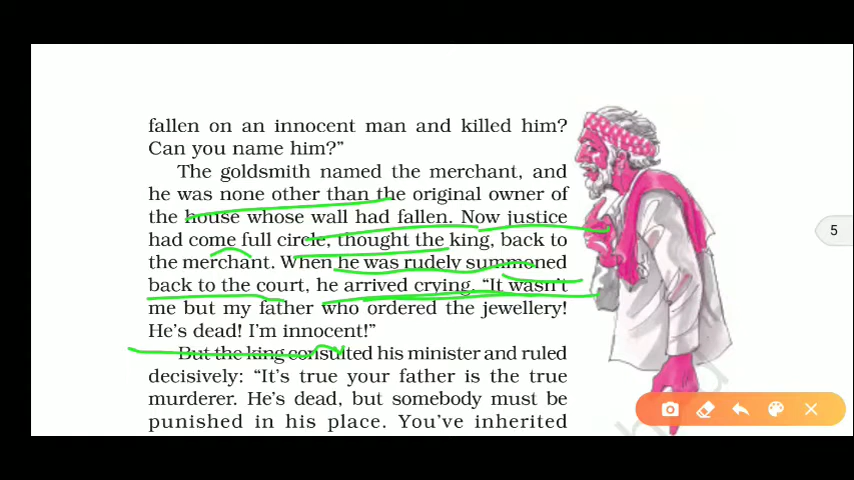 fallen on an innocent man and killed him?
Can you name him?”
The goldsmith named the merchant, and
he was none other than the original owner of
the house whose wall had fallen. Now justice
had come full circle, thought the king, back to
the merchant. When he was rudely summoned
back to the court, he arrived crying, “It wasn't
me but my father who ordered the jewellery!
He's dead! I'm innocent!”
But the king consulted his minister and ruled
decisively: “It's true your father is the true
murderer. He's dead, but somebody must be
punished in his place. You've inherited
5